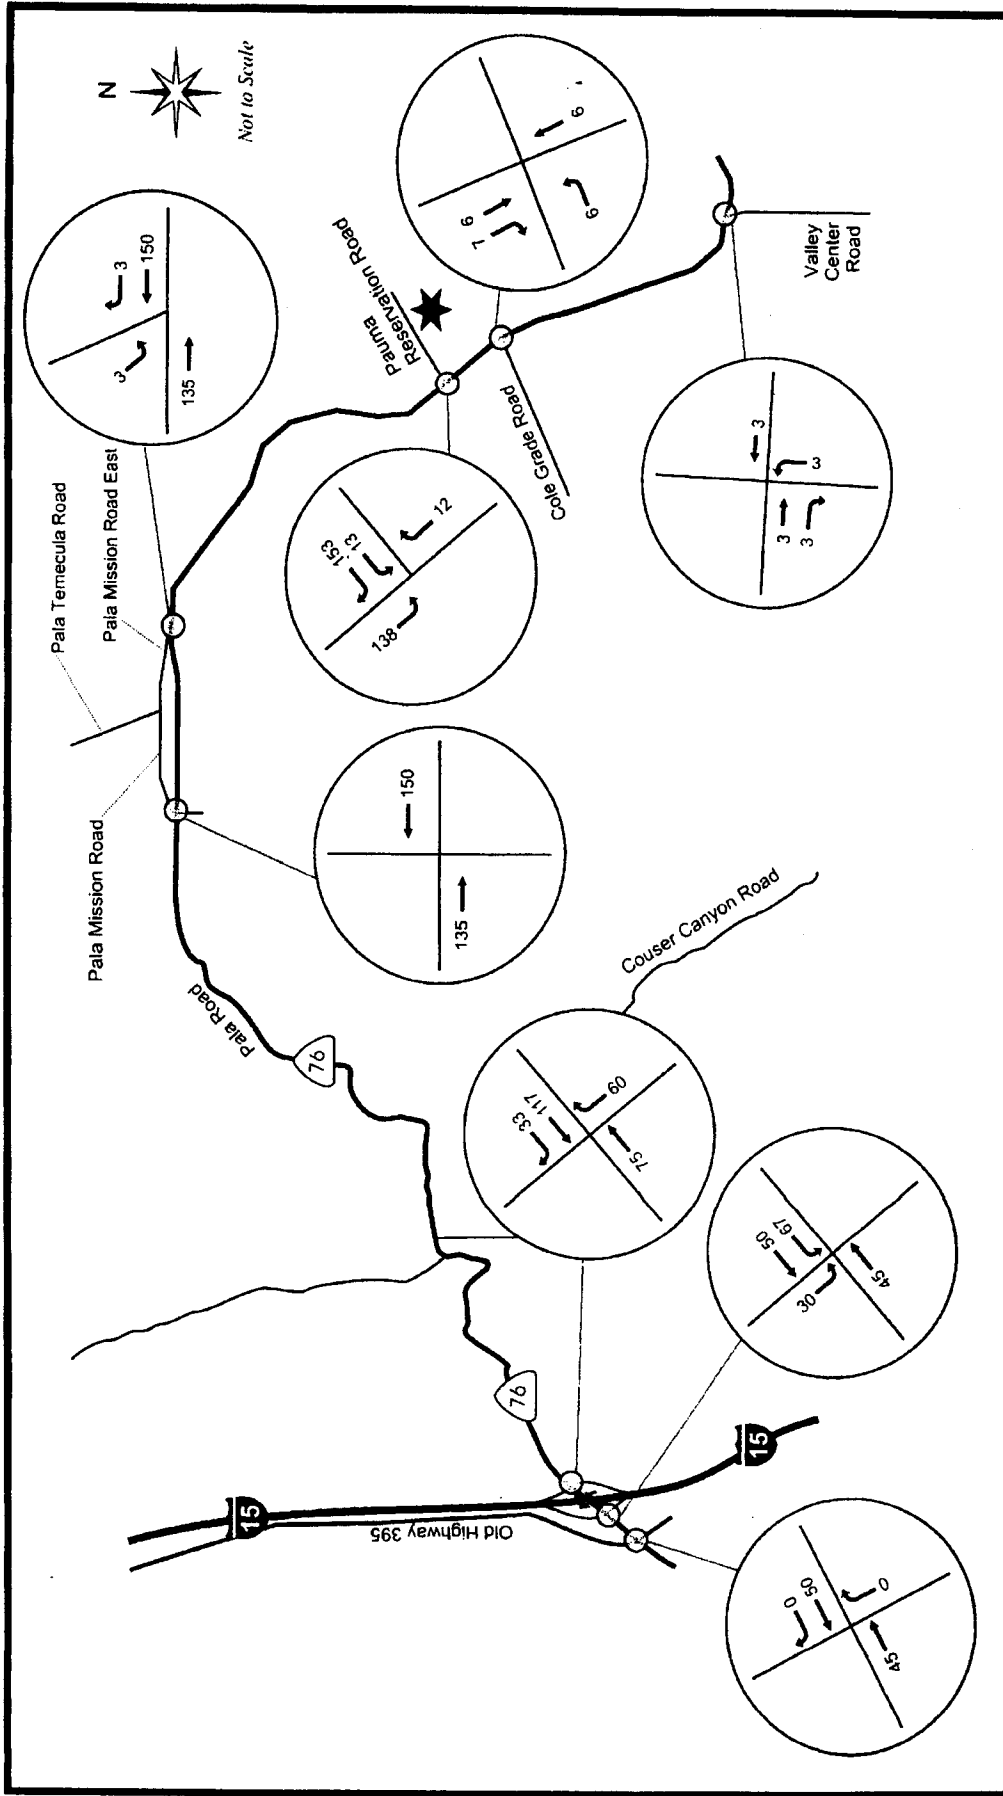 N
Not to Scale
3
3
150
135
7
6
6
6
Pala Temecula Road
Pala Mission Road East
Pauma
Reservation Road
Valley
Center
Road
Cole Grade Road
153
13
12
138
3
3
3
3
Pala Mission Road
150
135
Pala Road
76
Couser Canyon Road
33
117
60
75
50
67
30
45
76
15
15
Old Highway 395
0
50
0
45